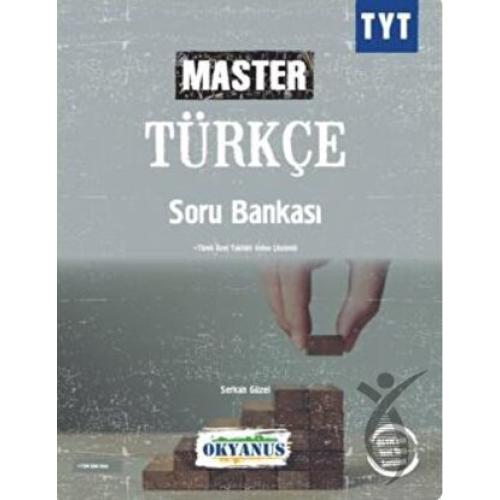 TYT
MASTER
TÜRKÇE
Soru Bankası
Serkan Güzel
OKYANUS